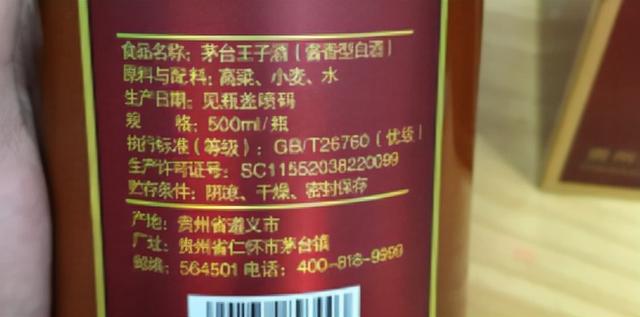 食品名称：茅台王子酒（酱香型白酒）
原料与配料：高粱、小麦、水
生产日期：见瓶盖喷码
规 格：500ml/瓶
执行标准（等级）：GB/T26760（优级）
生产许可证号：SC11552038220099
贮存条件：阴凉、干燥、密封保存
产地：贵州省遵义市
厂址：贵州省仁怀市茅台镇
邮编：564501 电话：400-818-9999